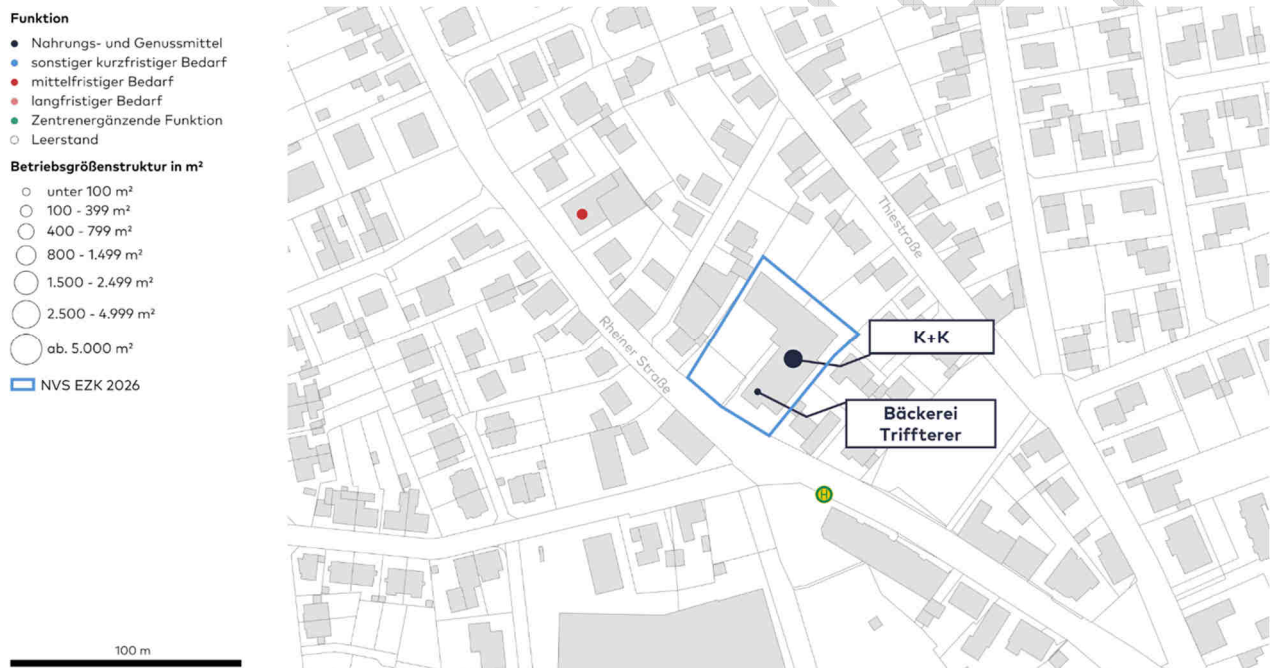 Funktion
Nahrungs- und Genussmittel
sonstiger kurzfristiger Bedarf
mittelfristiger Bedarf
langfristiger Bedarf
Zentrenergänzende Funktion
Leerstand
Betriebsgrößenstruktur in m²
unter 100 m²
100 - 399 m²
400 - 799 m²
800 - 1.499 m²
1.500 - 2.499 m²
2.500 - 4.999 m²
ab. 5.000 m²
NVS EZK 2026
100 m
Thiestraße
Rheiner Straße
K+K
Bäckerei
Triffterer
H